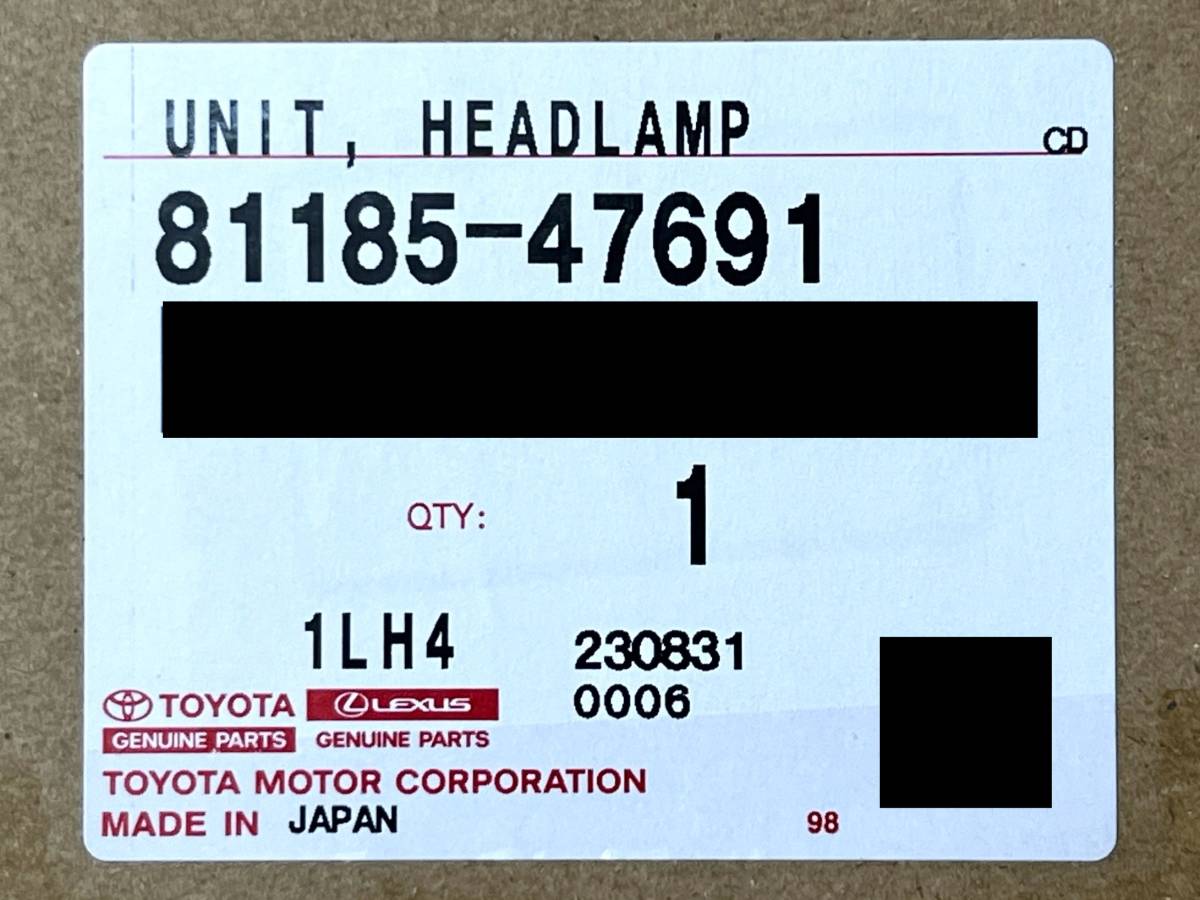 UNIT, HEADLAMP CD
81185-47691
QTY: 1
1LH4 230831
0006
TOYOTA LEXUS
GENUINE PARTS GENUINE PARTS
TOYOTA MOTOR CORPORATION
MADE IN JAPAN 98